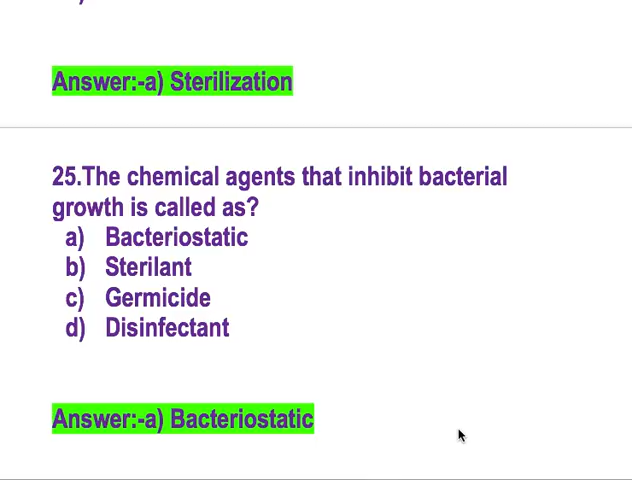 Answer:-a) Sterilization
25.The chemical agents that inhibit bacterial
growth is called as?
a) Bacteriostatic
b) Sterilant
c) Germicide
d) Disinfectant
Answer:-a) Bacteriostatic